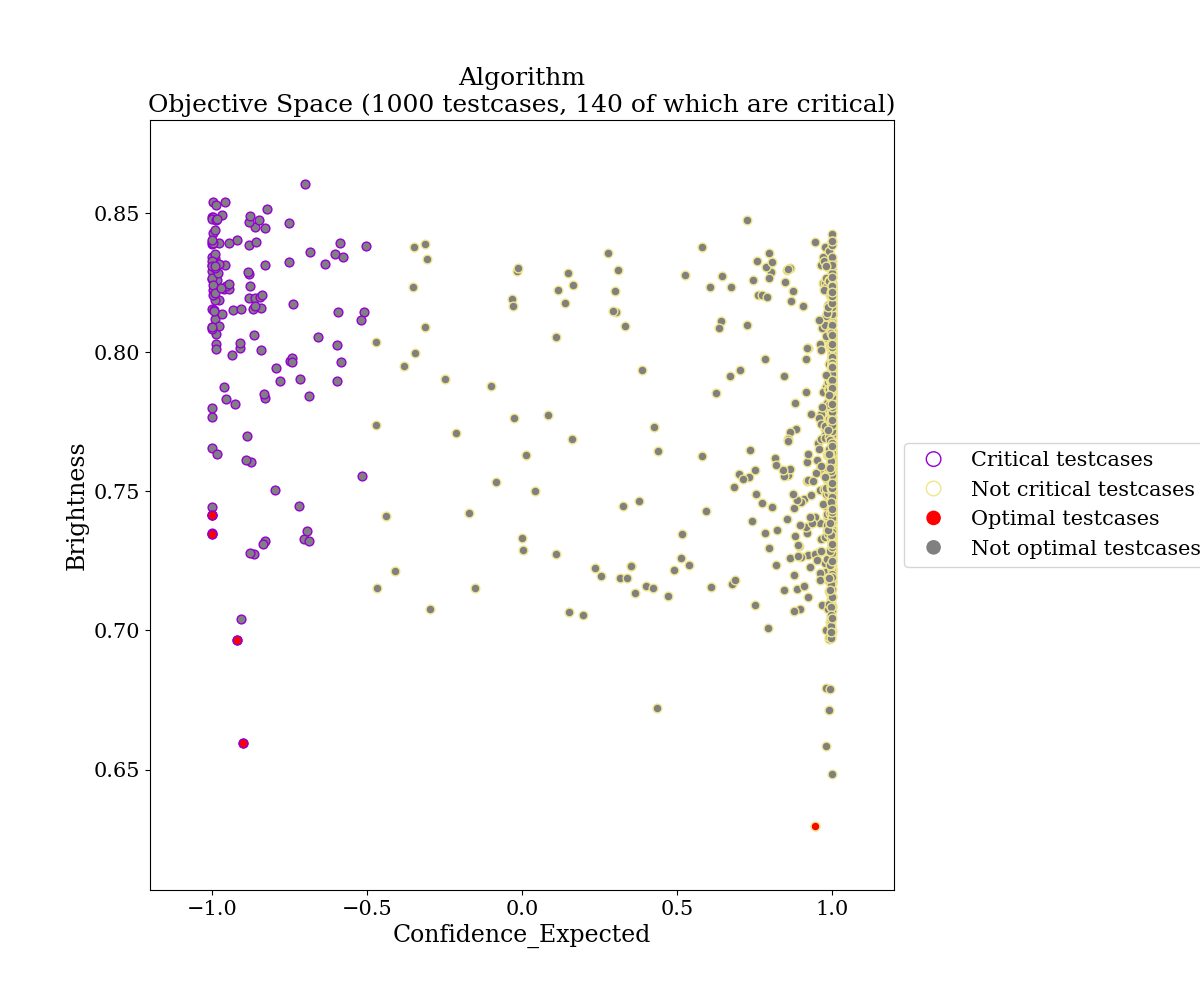 Algorithm
Objective Space (1000 testcases, 140 of which are critical)
0.85
0.80
0.75
0.70
0.65
Brightness
−1.0
−0.5
0.0
0.5
1.0
Confidence_Expected
Critical testcases
Not critical testcases
Optimal testcases
Not optimal testcases